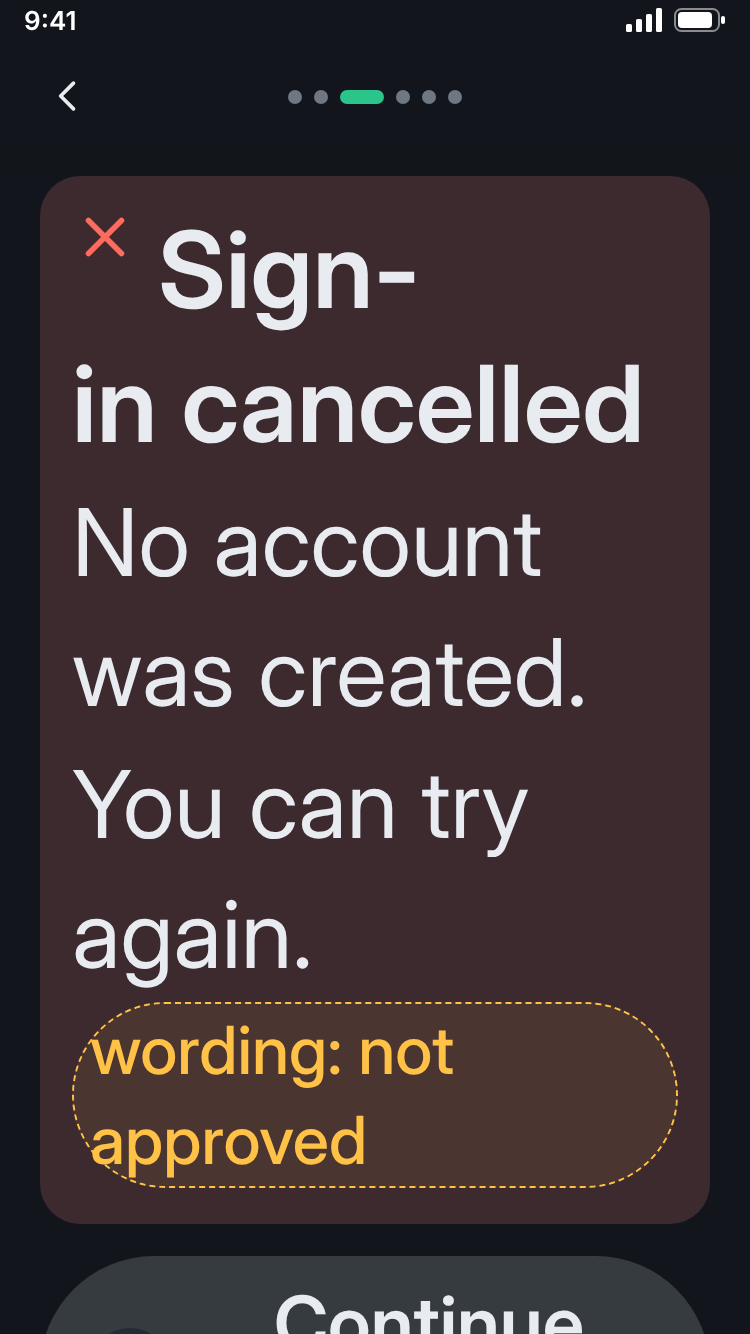 9:41
Sign-
in cancelled
No account
was created.
You can try
again.
wording: not
approved
Continue